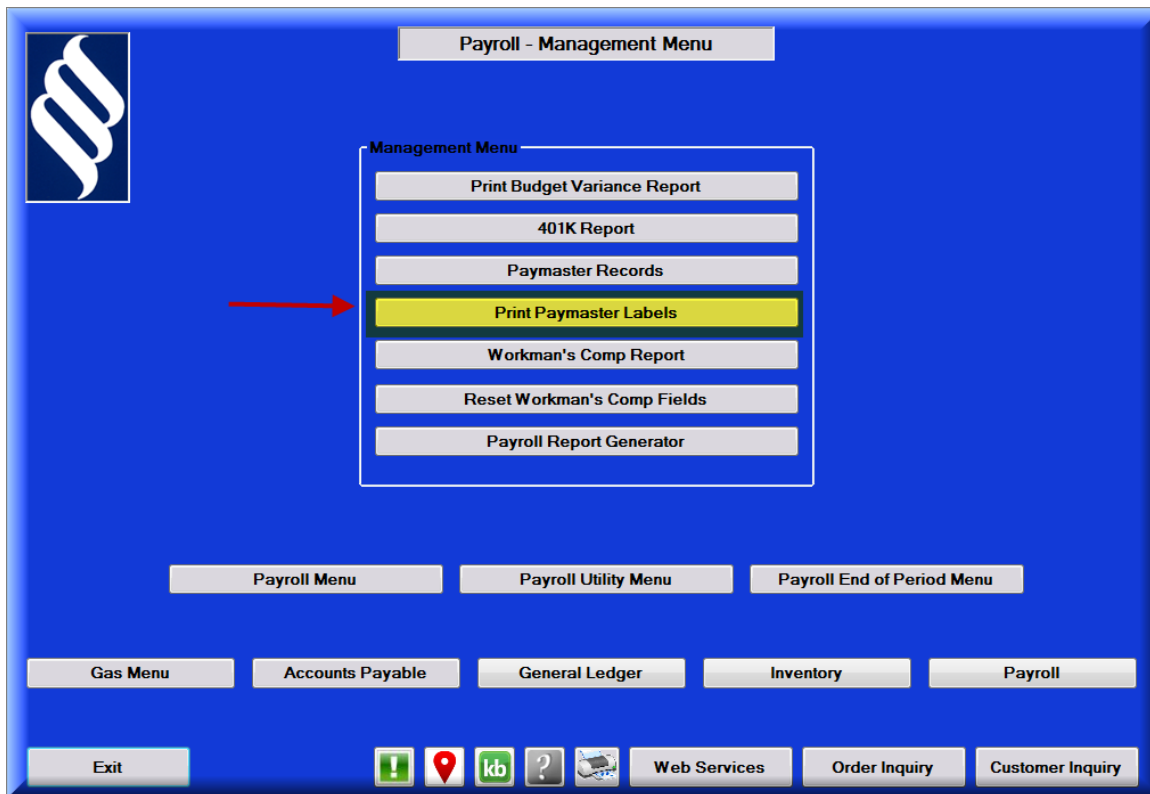 Payroll - Management Menu
Management Menu
Print Budget Variance Report
401K Report
Paymaster Records
Print Paymaster Labels
Workman's Comp Report
Reset Workman's Comp Fields
Payroll Report Generator
Payroll Menu
Payroll Utility Menu
Payroll End of Period Menu
Gas Menu
Accounts Payable
General Ledger
Inventory
Payroll
Exit
!
kb
?
Web Services
Order Inquiry
Customer Inquiry